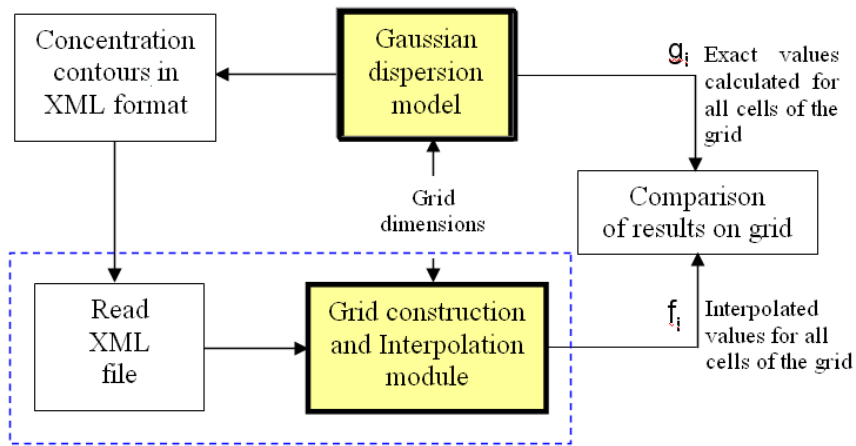 Concentration
contours in
XML format
Gaussian
dispersion
model
gi Exact values
calculated for
all cells of the
grid
Grid
dimensions
Comparison
of results on grid
Read
XML
file
Grid construction
and Interpolation
module
fi Interpolated
values for all
cells of the grid